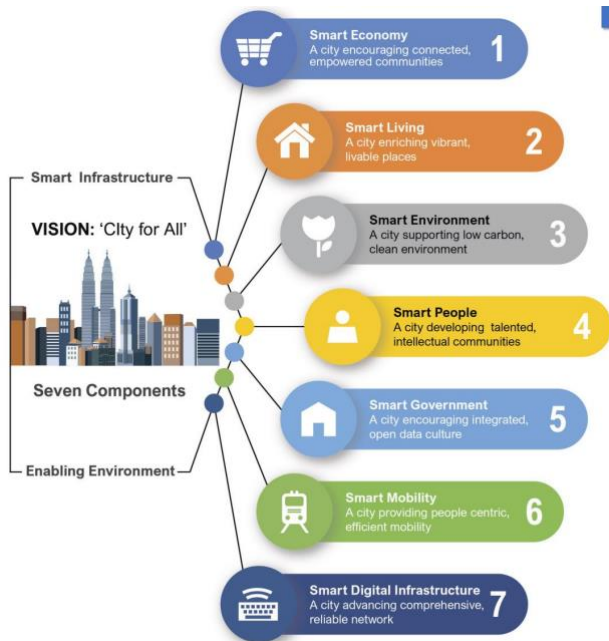 Smart Economy
A city encouraging connected,
empowered communities
1
Smart Living
A city enriching vibrant,
livable places
2
Smart Infrastructure
VISION: 'CIty for All'
Smart Environment
A city supporting low carbon,
clean environment
3
Smart People
A city developing talented,
intellectual communities
4
Seven Components
Smart Government
A city encouraging integrated,
open data culture
5
Enabling Environment
Smart Mobility
A city providing people centric,
efficient mobility
6
Smart Digital Infrastructure
A city advancing comprehensive,
reliable network
7